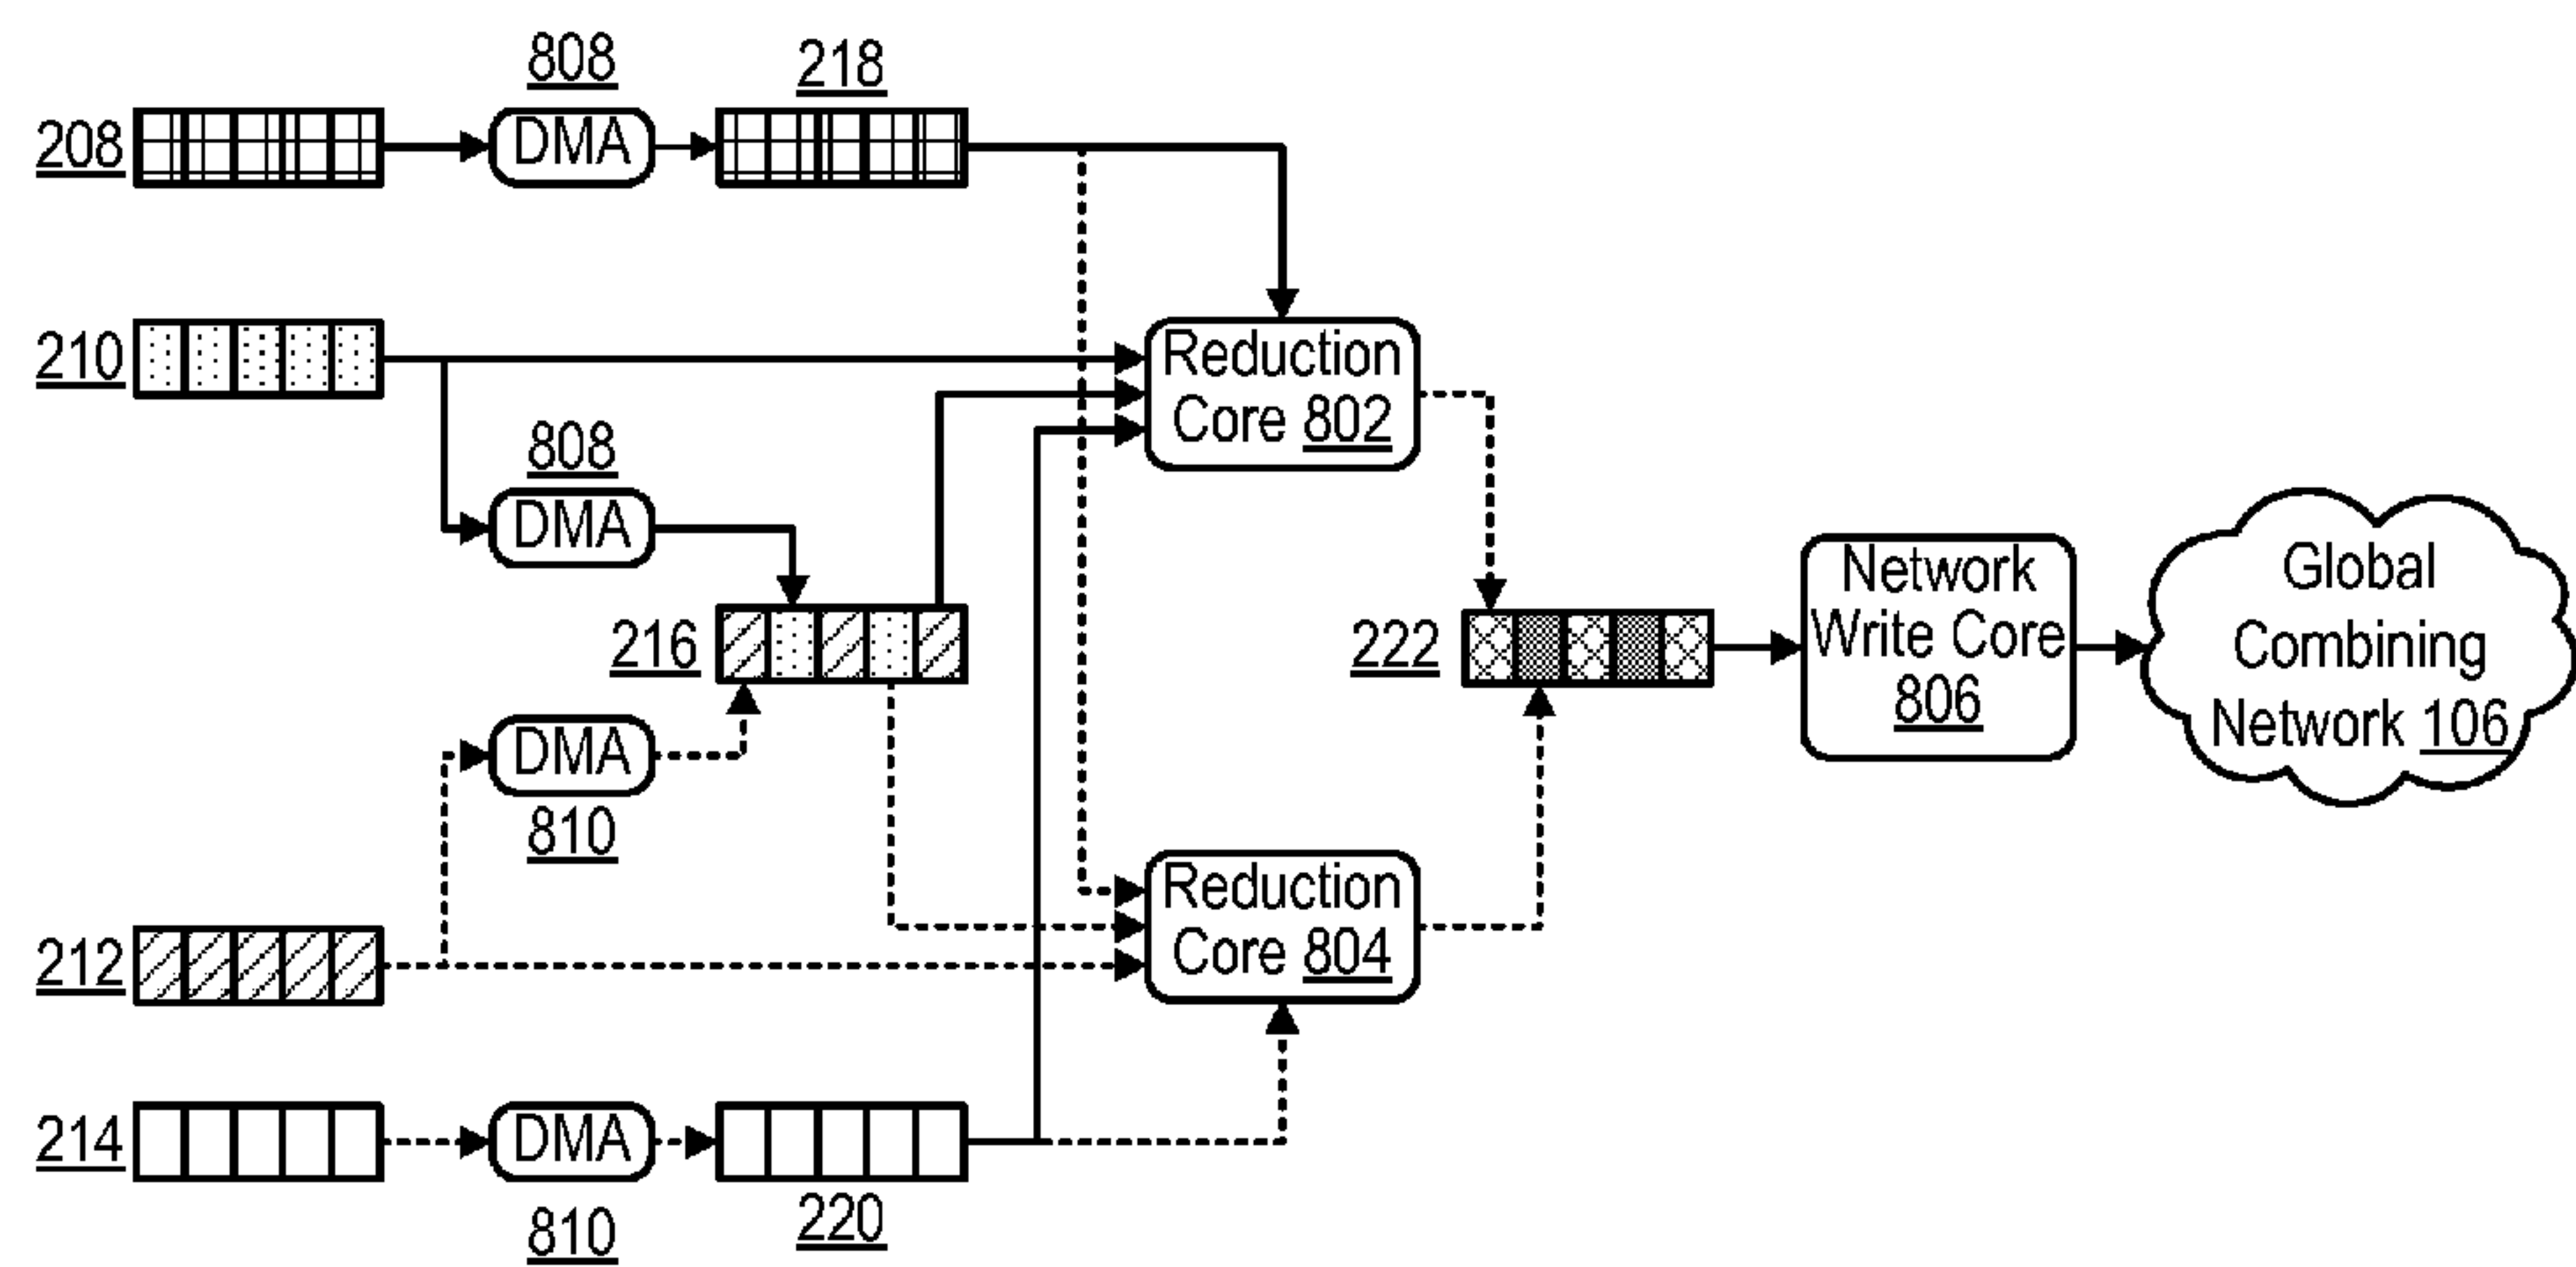 808
218
208
DMA
210
Reduction
Core 802
808
DMA
216
222
Network
Write Core
806
Global
Combining
Network 106
DMA
810
212
Reduction
Core 804
214
DMA
810
220